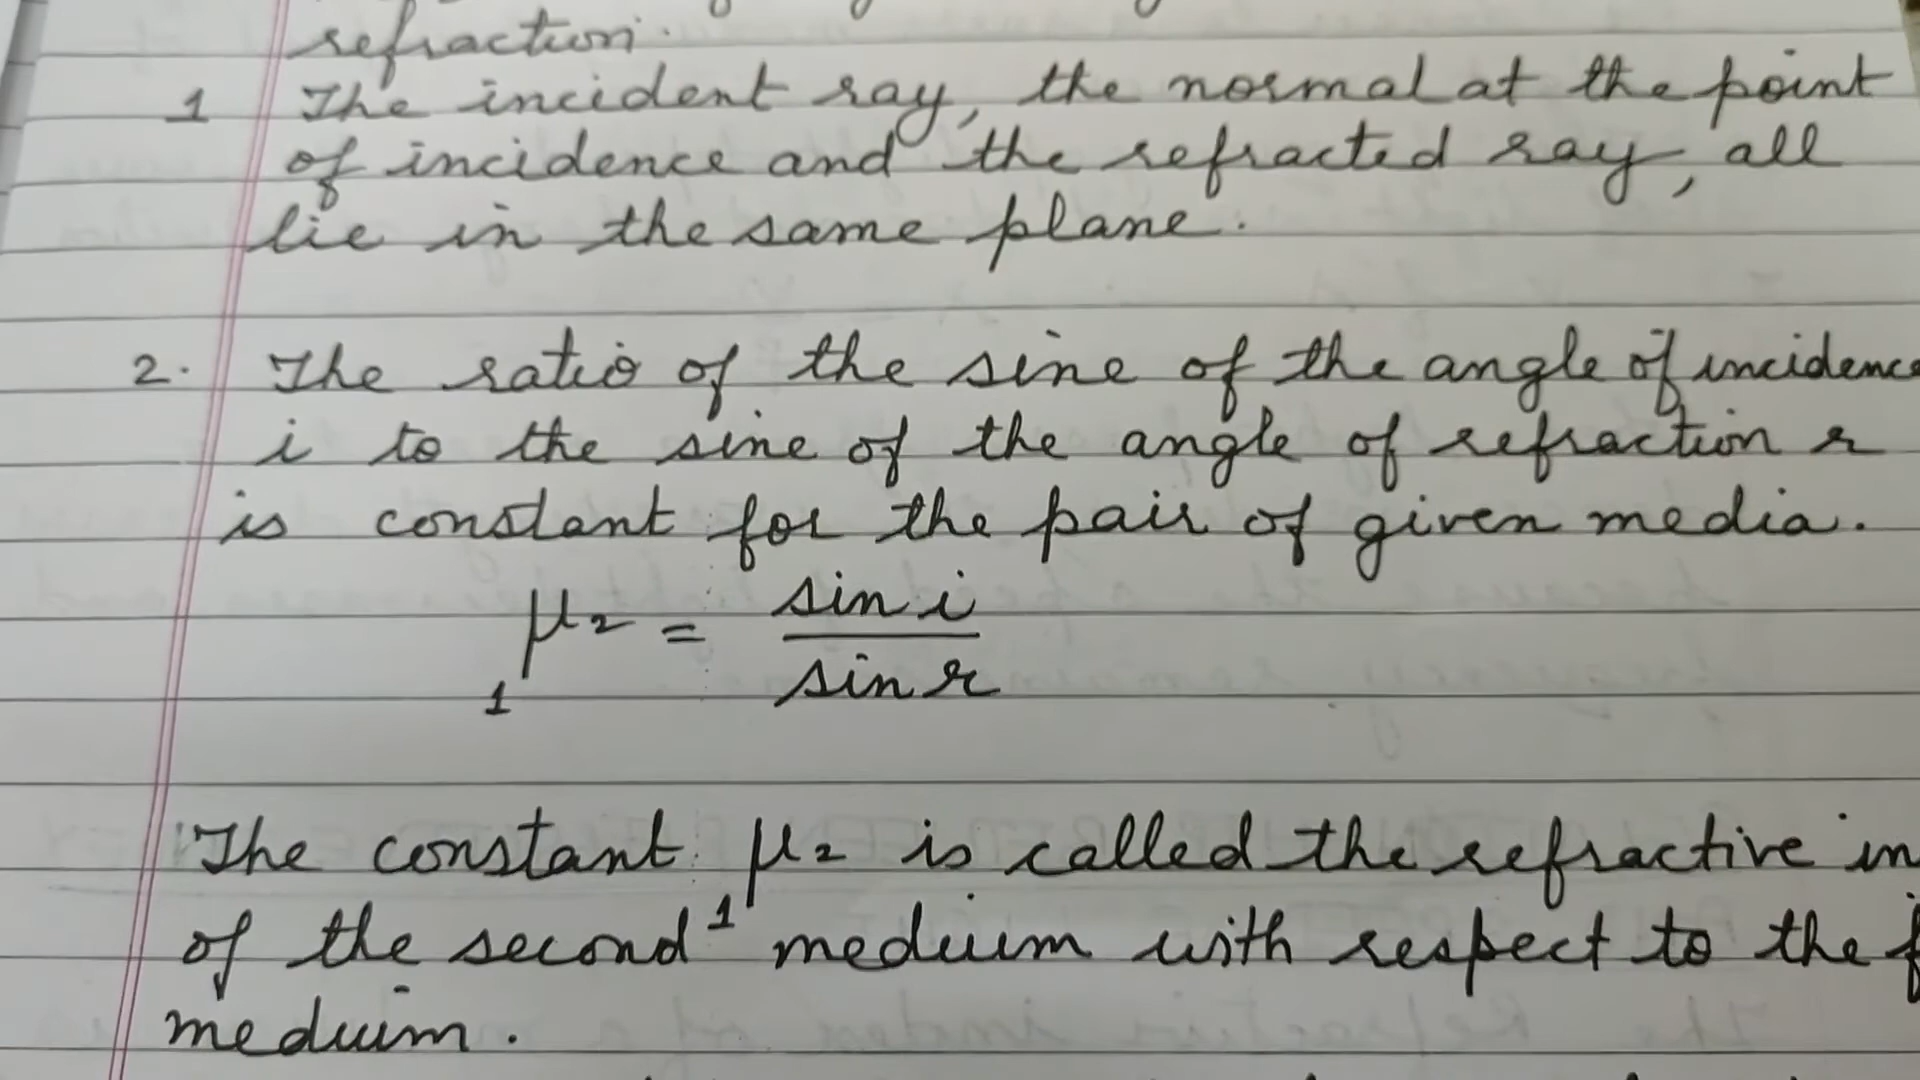 refraction.
1 The incident ray, the normal at the point
of incidence and the refracted ray, all
lie in the same plane.
2. The ratio of the sine of the angle of incidence
i to the sine of the angle of refraction r
is constant for the pair of given media.
₁μ₂ = sin i / sin r
The constant ₁μ₂ is called the refractive in
of the second medium with respect to the f
medium.